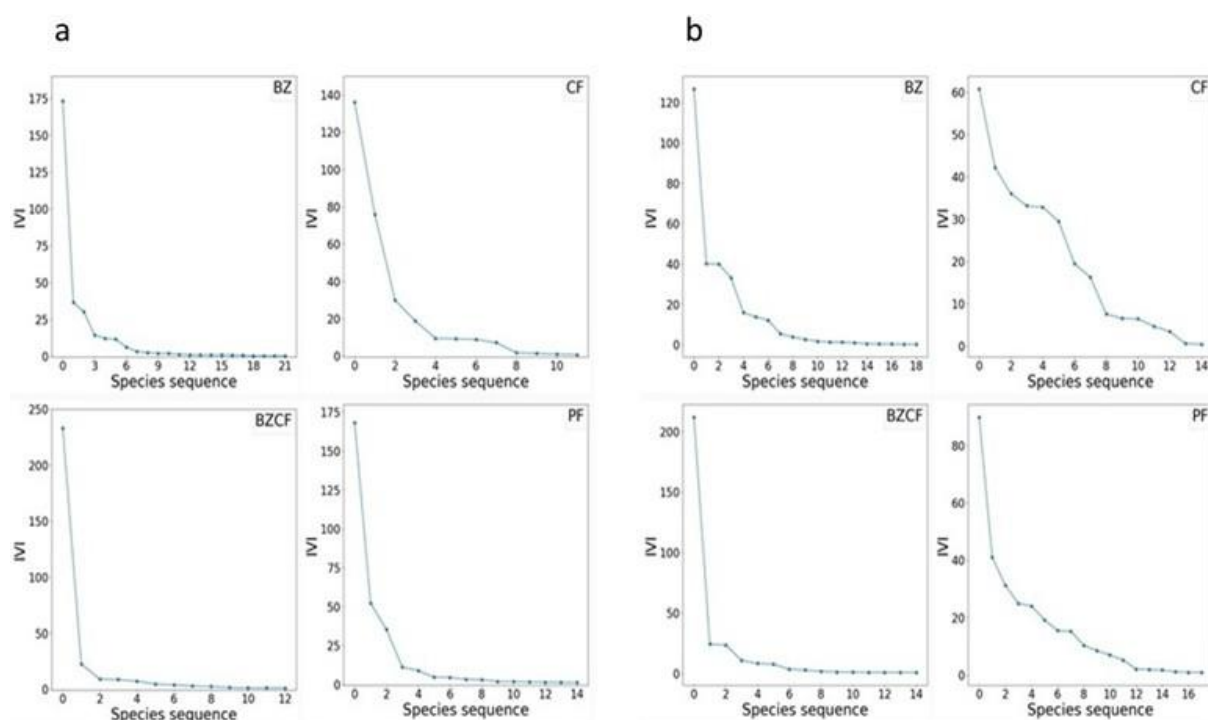 a
BZ
175
150
125
100
75
50
25
0
IVI
0 3 6 9 12 15 18 21
Species sequence
CF
140
120
100
80
60
40
20
0
IVI
0 2 4 6 8 10
Species sequence
BZCF
250
200
150
100
50
0
IVI
0 2 4 6 8 10 12
Species sequence
PF
175
150
125
100
75
50
25
0
IVI
0 2 4 6 8 10 12 14
Species sequence
b
BZ
120
100
80
60
40
20
0
IVI
0 2 4 6 8 10 12 14 16 18
Species sequence
CF
60
50
40
30
20
10
0
IVI
0 2 4 6 8 10 12 14
Species sequence
BZCF
200
150
100
50
0
IVI
0 2 4 6 8 10 12 14
Species sequence
PF
80
60
40
20
0
IVI
0 2 4 6 8 10 12 14 16
Species sequence